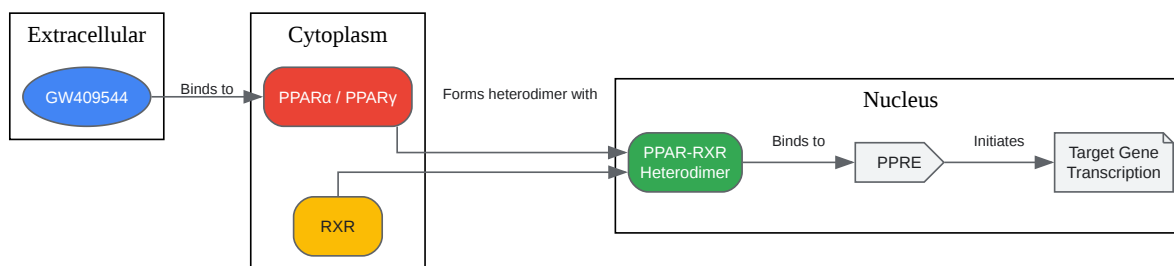 Extracellular
GW409544
Binds to
Cytoplasm
PPARα / PPARγ
RXR
Forms heterodimer with
Nucleus
PPAR-RXR
Heterodimer
Binds to
PPRE
Initiates
Target Gene
Transcription